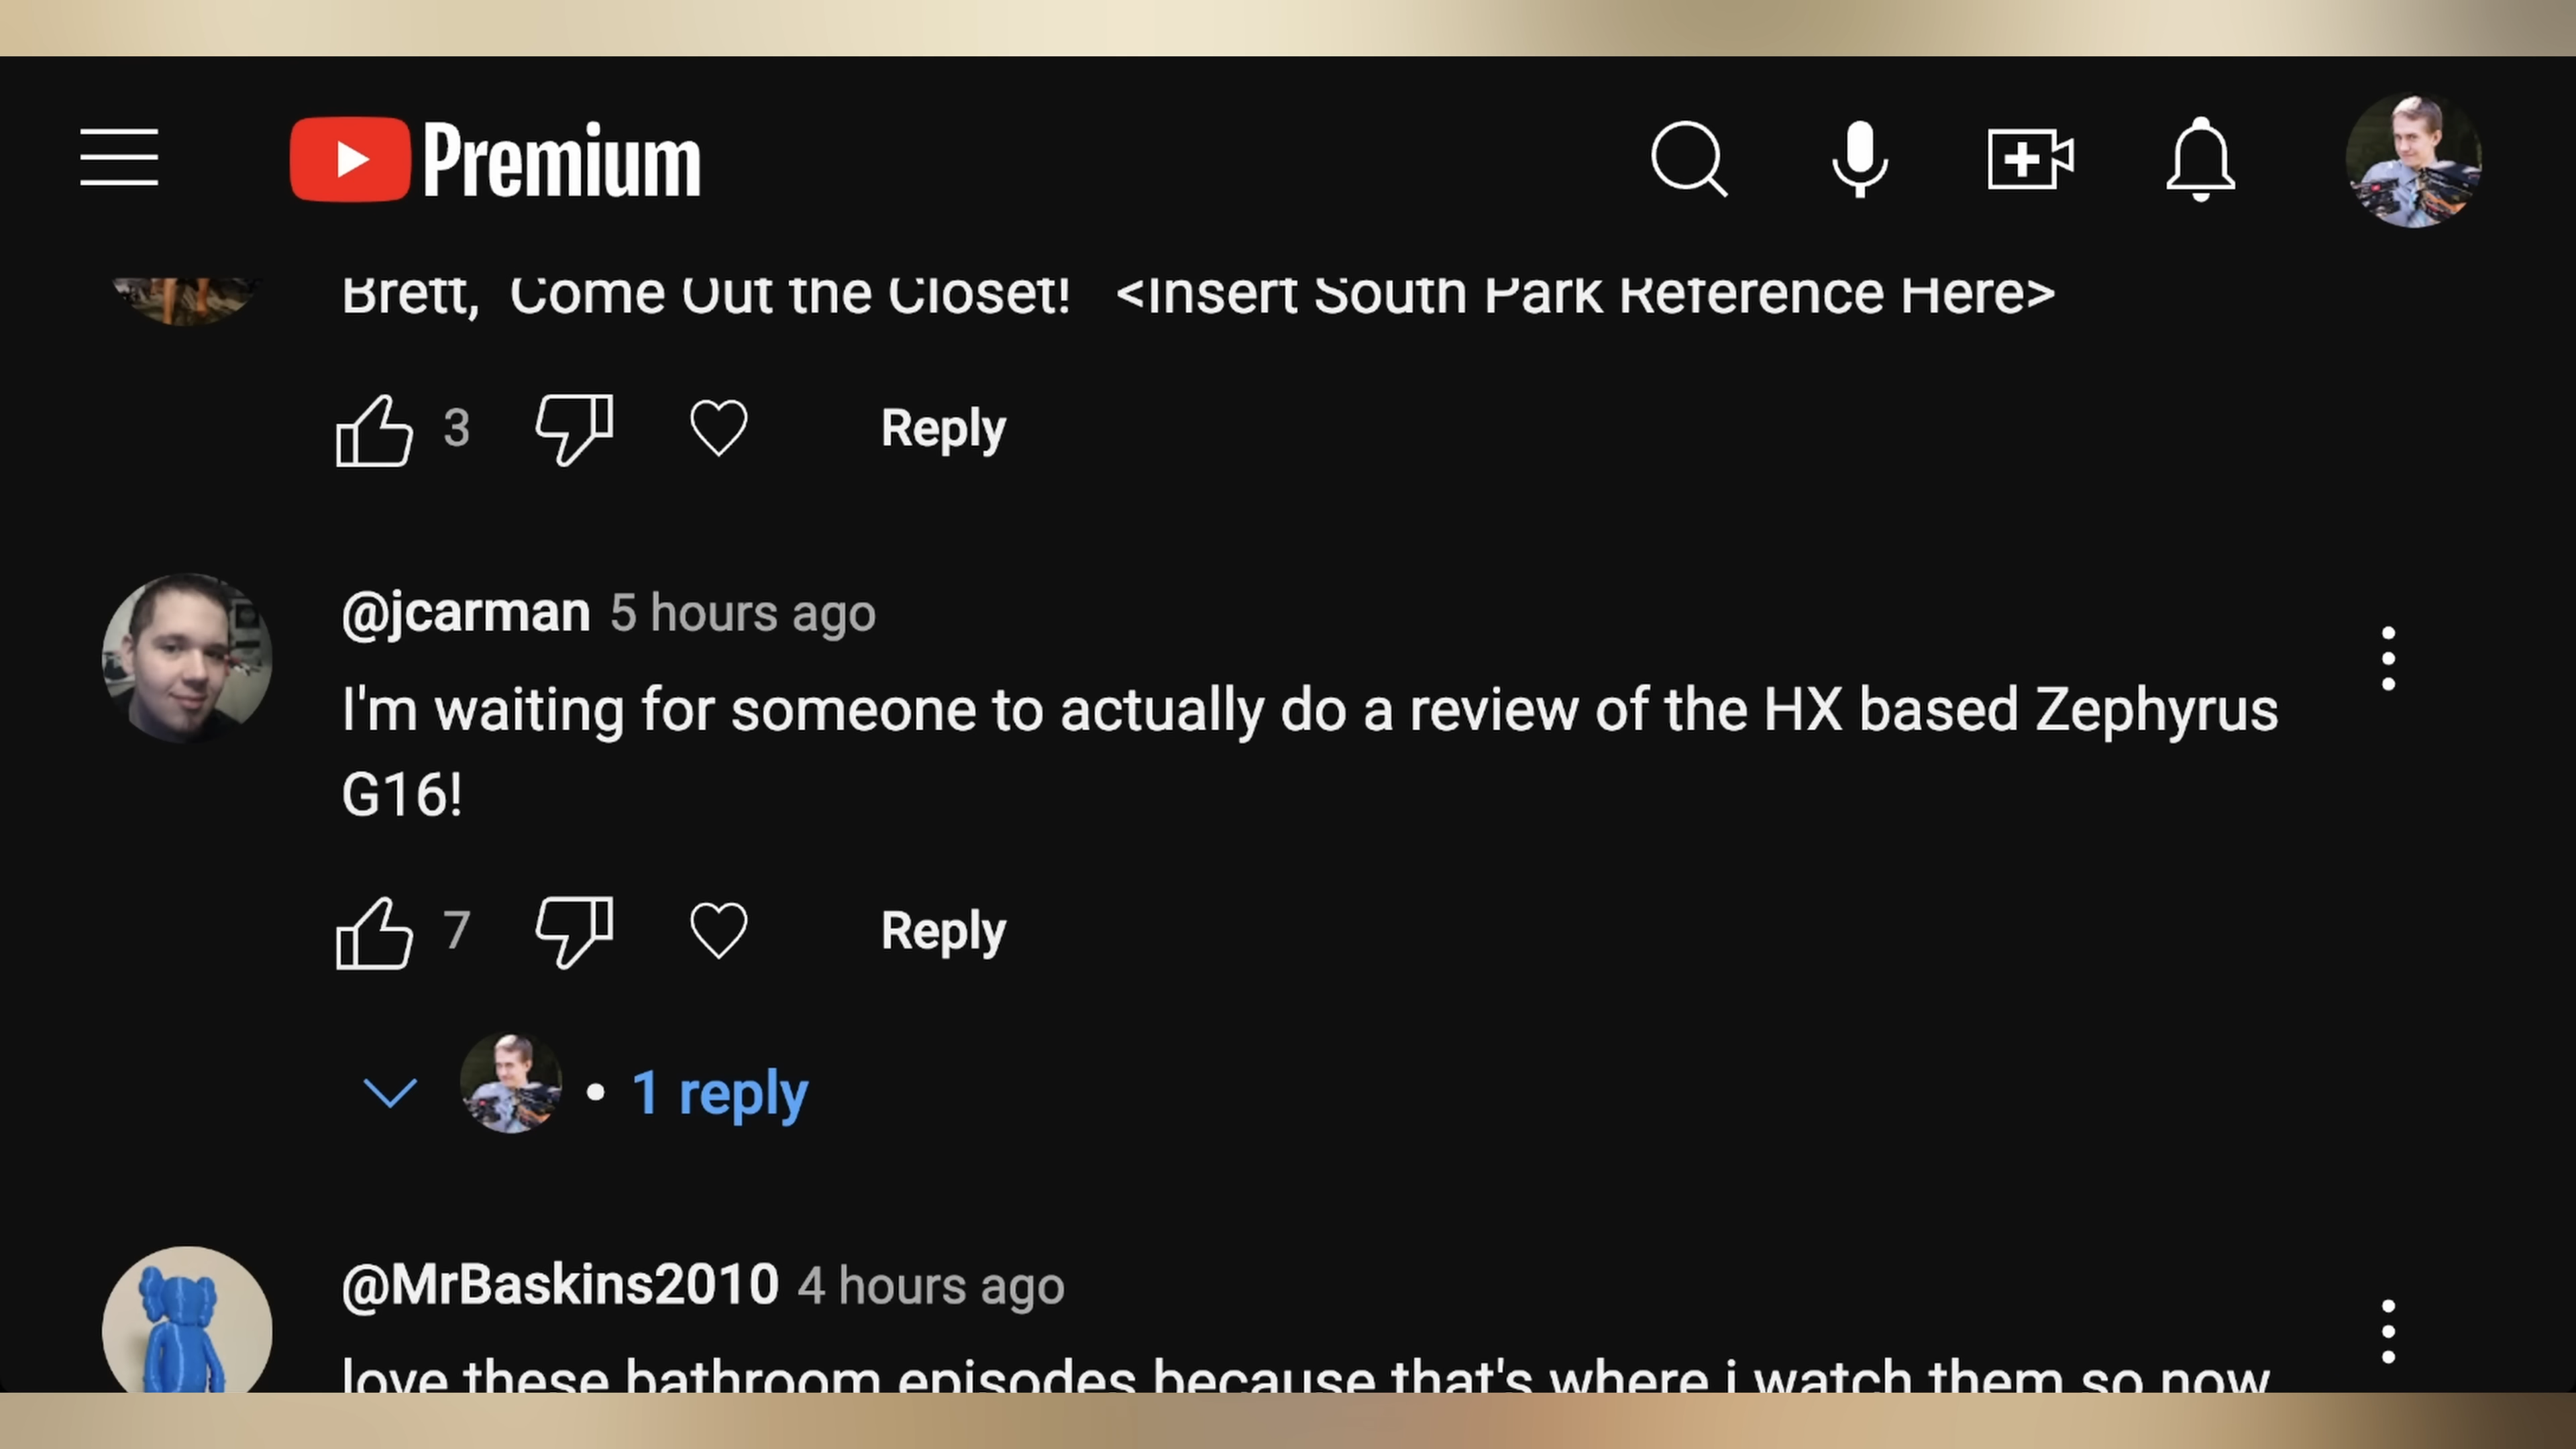 Premium
Brett,  Come Out the Closet!   <Insert South Park Reference Here>
3 Reply
@jcarman 5 hours ago
I'm waiting for someone to actually do a review of the HX based Zephyrus
G16!
7 Reply
• 1 reply
@MrBaskins2010 4 hours ago
love these bathroom episodes because that's where i watch them so now